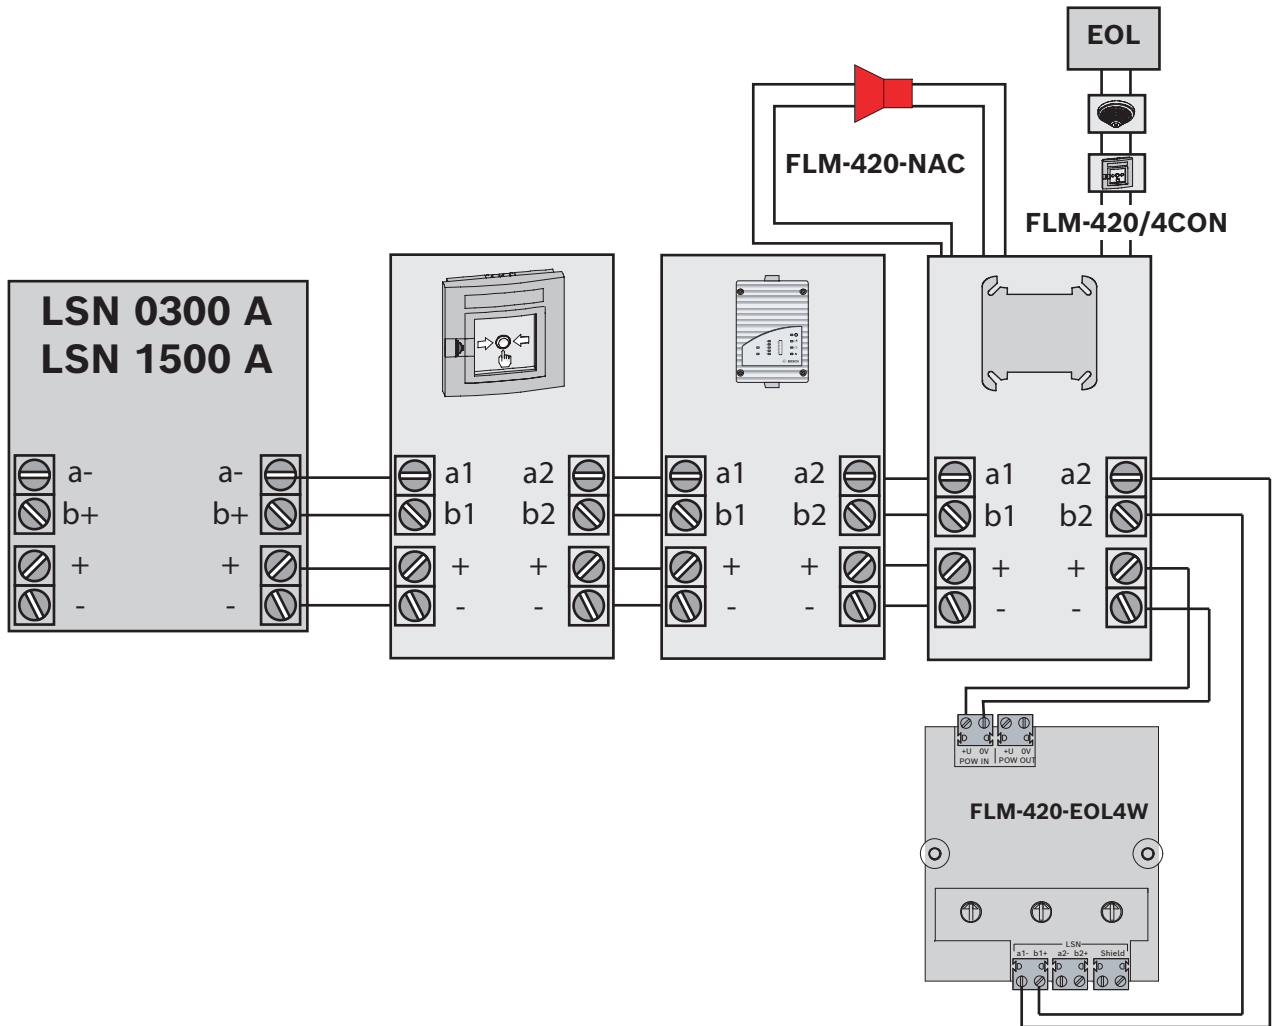 EOL
FLM-420-NAC
FLM-420/4CON
LSN 0300 A
LSN 1500 A
a- a- a1 a2 a1 a2 a1 a2
b+ b+ b1 b2 b1 b2 b1 b2
+ + + + + + + +
- - - - - - - -
BOSCH
+U 0V +U 0V
POW IN POW OUT
FLM-420-EOL4W
LSN
a1- b1+ a2- b2+ Shield